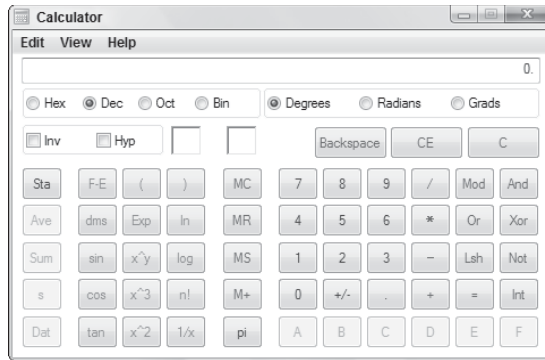 Calculator
Edit View Help
0.
Hex Dec Oct Bin Degrees Radians Grads
Inv Hyp Backspace CE C
Sta F-E ( ) MC 7 8 9 / Mod And
Ave dms Exp ln MR 4 5 6 * Or Xor
Sum sin x^y log MS 1 2 3 - Lsh Not
s cos x^3 n! M+ 0 +/- . + = Int
Dat tan x^2 1/x pi A B C D E F